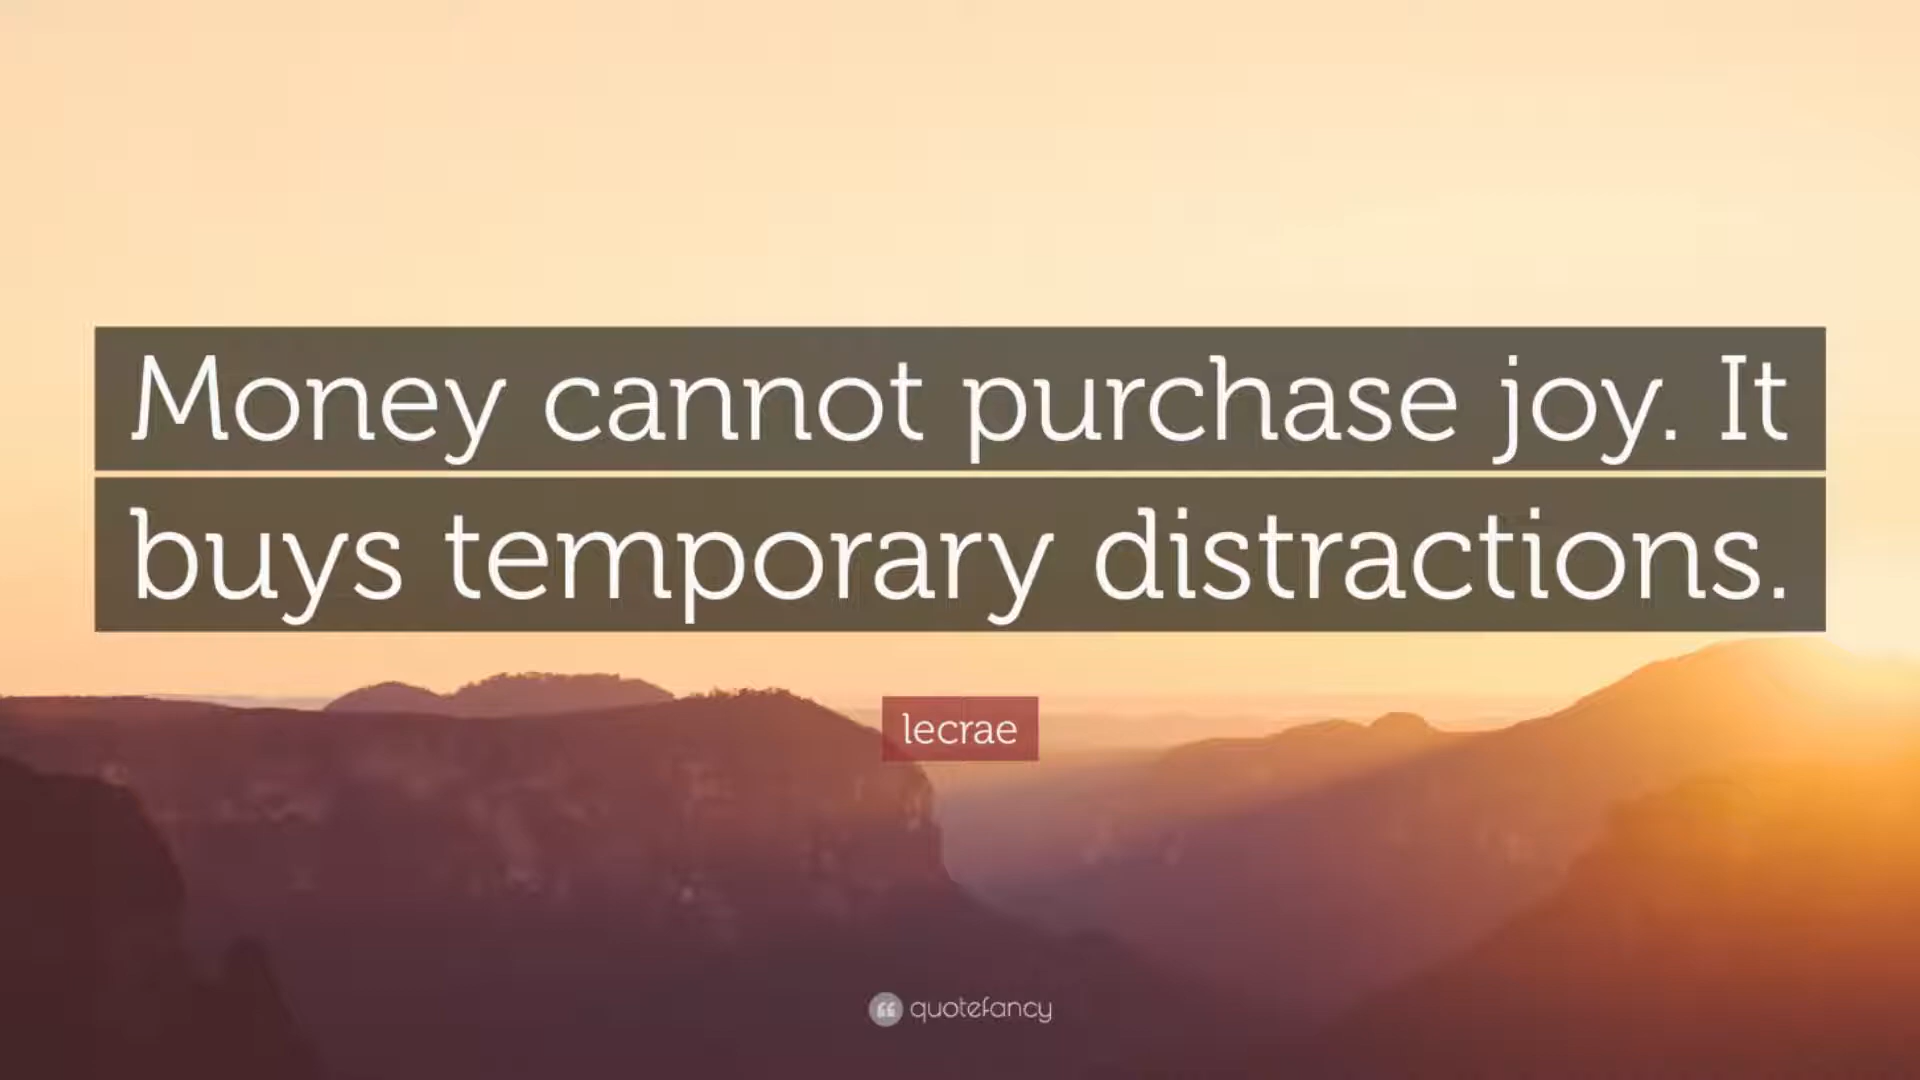 Money cannot purchase joy. It
buys temporary distractions.
lecrae
quotefancy